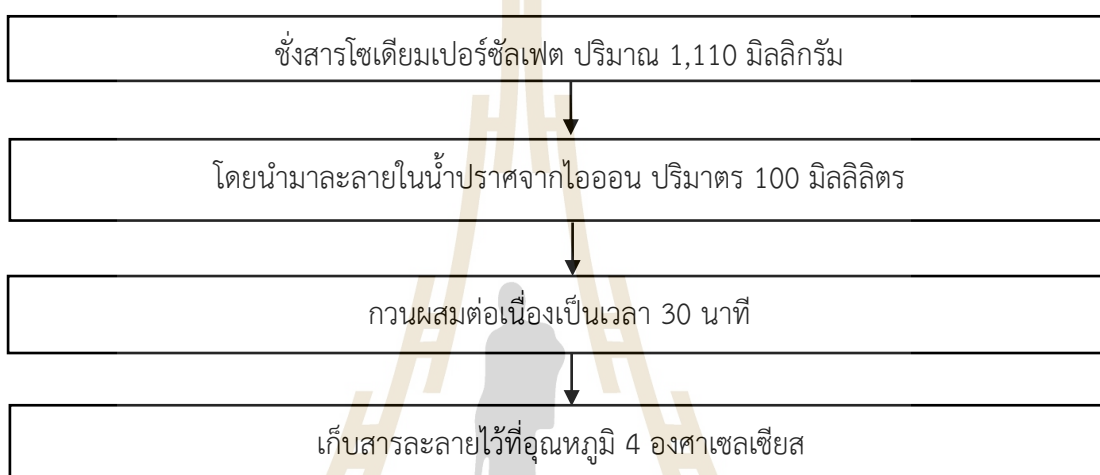 ชั่งสารโซเดียมเปอร์ซัลเฟต ปริมาณ 1,110 มิลลิกรัม
โดยนำมาละลายในน้ำปราศจากไอออน ปริมาตร 100 มิลลิลิตร
กวนผสมต่อเนื่องเป็นเวลา 30 นาที
เก็บสารละลายไว้ที่อุณหภูมิ 4 องศาเซลเซียส